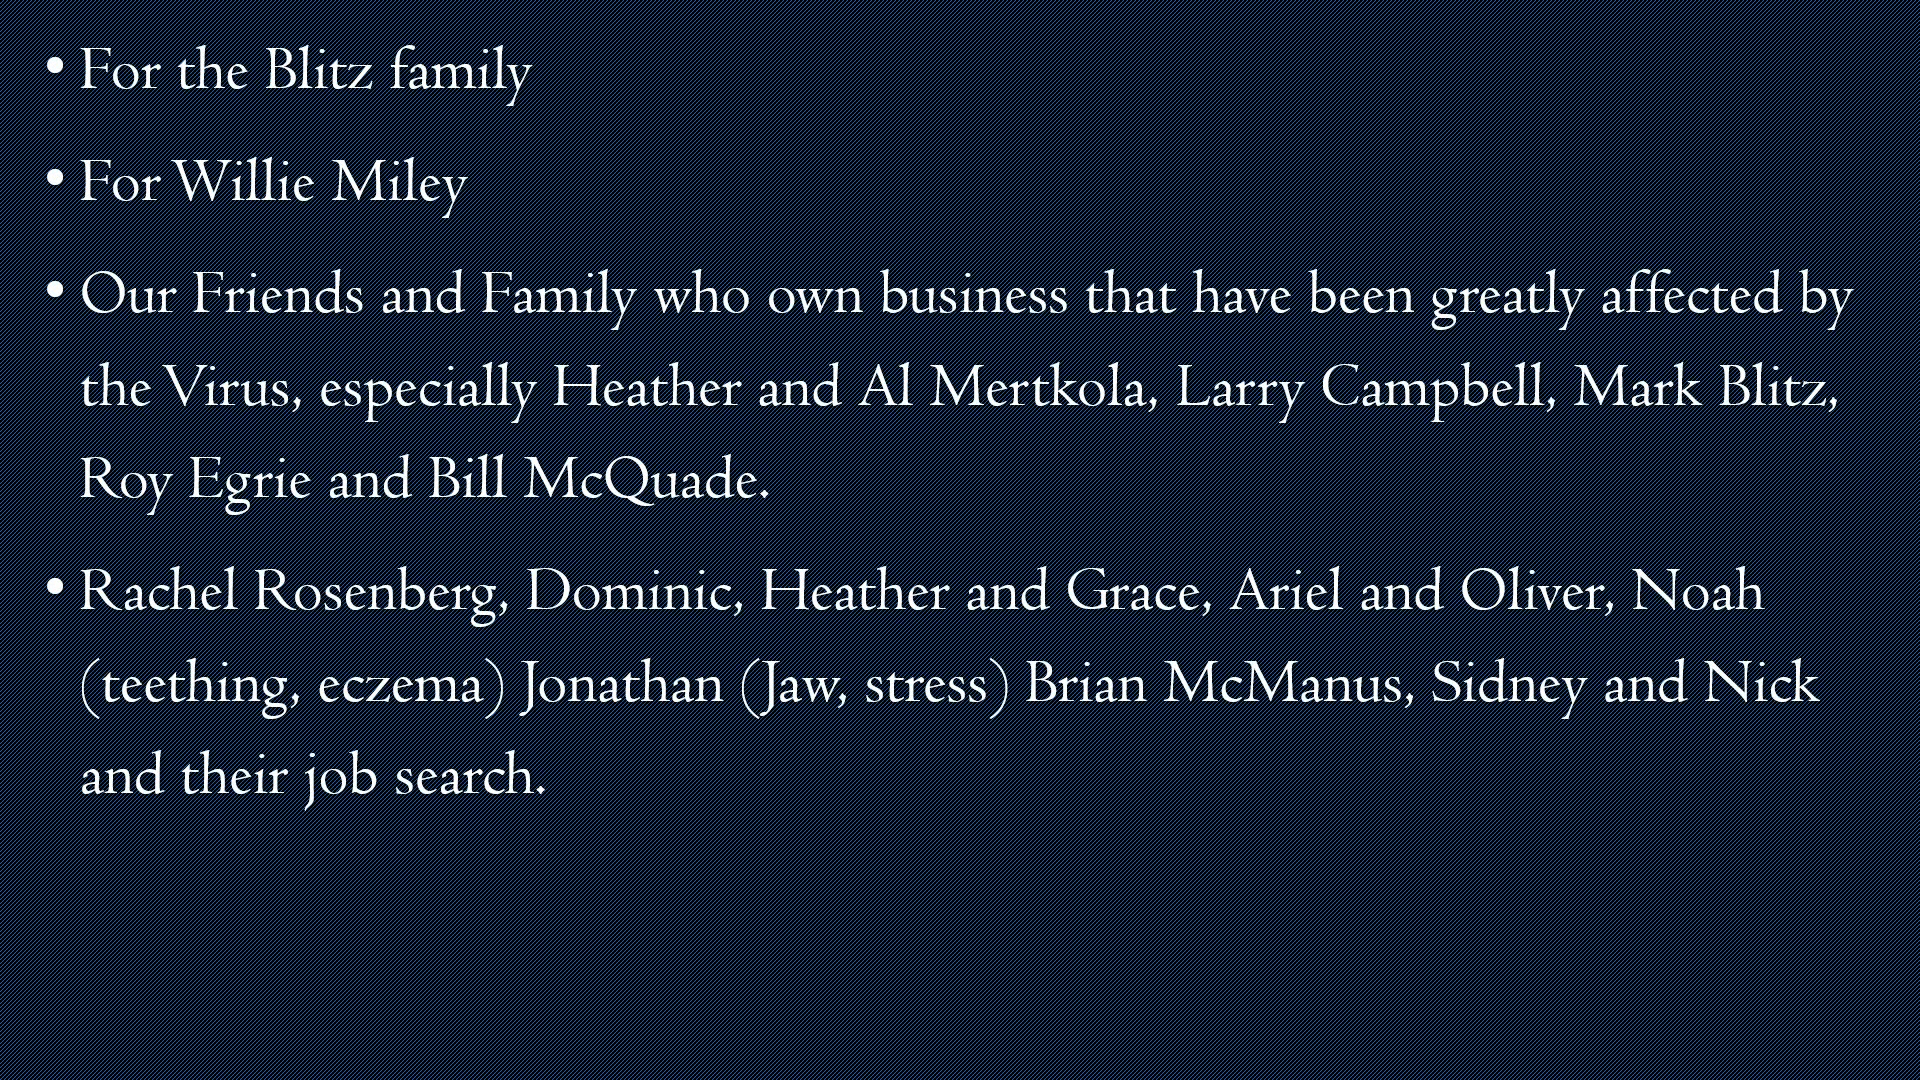 • For the Blitz family
• For Willie Miley
• Our Friends and Family who own business that have been greatly affected by
the Virus, especially Heather and Al Mertkola, Larry Campbell, Mark Blitz,
Roy Egrie and Bill McQuade.
• Rachel Rosenberg, Dominic, Heather and Grace, Ariel and Oliver, Noah
(teething, eczema) Jonathan (Jaw, stress) Brian McManus, Sidney and Nick
and their job search.